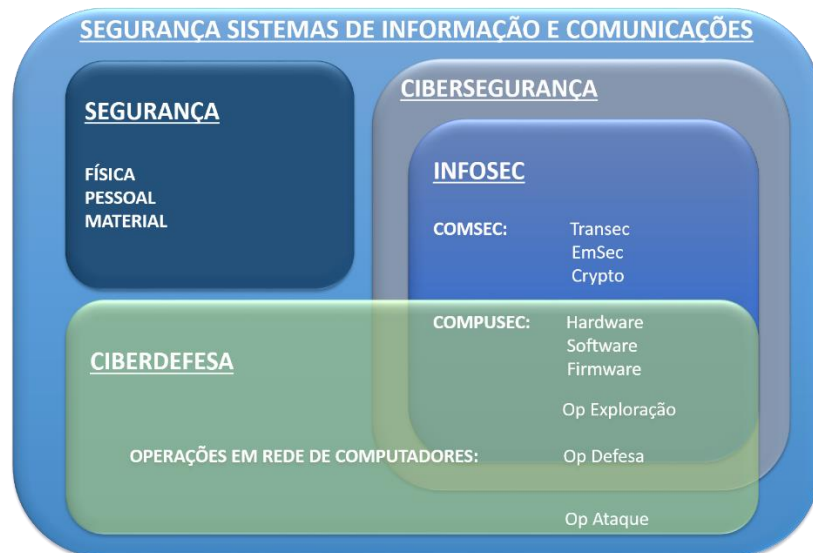 SEGURANÇA SISTEMAS DE INFORMAÇÃO E COMUNICAÇÕES
SEGURANÇA
FÍSICA
PESSOAL
MATERIAL
CIBERSEGURANÇA
INFOSEC
COMSEC: Transec
EmSec
Crypto
COMPUSEC: Hardware
Software
Firmware
CIBERDEFESA
Op Exploração
OPERAÇÕES EM REDE DE COMPUTADORES: Op Defesa
Op Ataque